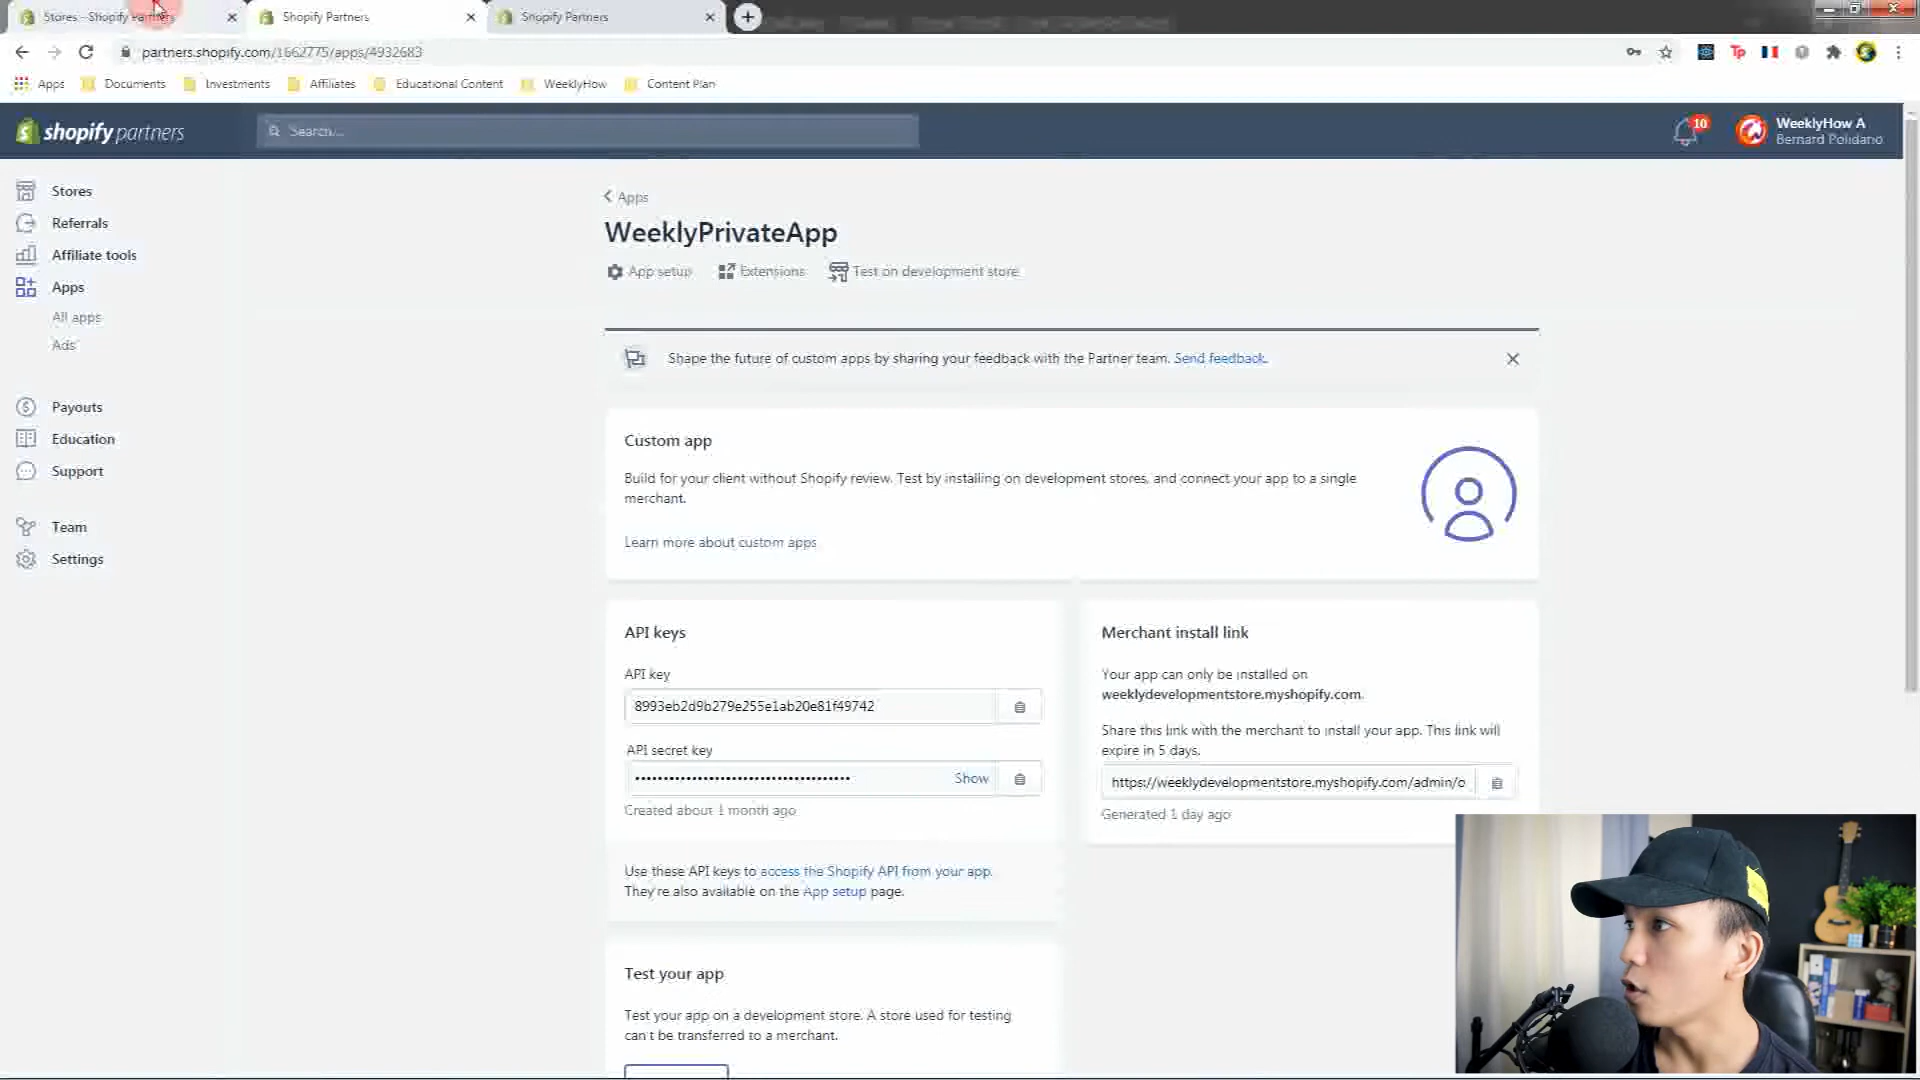 Stores - Shopify Partners
Shopify Partners
Shopify Partners
partners.shopify.com/1662775/apps/4932683
Apps
Documents
Investments
Affiliates
Educational Content
WeeklyHow
Content Plan
shopify partners
Search...
10
WeeklyHow A
Bernard Polidano
Stores
Referrals
Affiliate tools
Apps
All apps
Ads
Payouts
Education
Support
Team
Settings
Apps
WeeklyPrivateApp
App setup
Extensions
Test on development store
Shape the future of custom apps by sharing your feedback with the Partner team. Send feedback.
Custom app
Build for your client without Shopify review. Test by installing on development stores, and connect your app to a single
merchant.
Learn more about custom apps
API keys
API key
8993eb2d9b279e255e1ab20e81f49742
API secret key
Show
Created about 1 month ago
Use these API keys to access the Shopify API from your app.
They're also available on the App setup page.
Merchant install link
Your app can only be installed on
weeklydevelopmentstore.myshopify.com.
Share this link with the merchant to install your app. This link will
expire in 5 days.
https://weeklydevelopmentstore.myshopify.com/admin/o
Generated 1 day ago
Test your app
Test your app on a development store. A store used for testing
can't be transferred to a merchant.